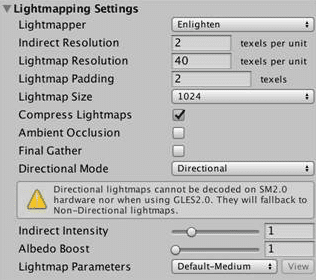 Lightmapping Settings
Lightmapper Enlighten
Indirect Resolution 2 texels per unit
Lightmap Resolution 40 texels per unit
Lightmap Padding 2 texels
Lightmap Size 1024
Compress Lightmaps
Ambient Occlusion
Final Gather
Directional Mode Directional
Directional lightmaps cannot be decoded on SM2.0
hardware nor when using GLES2.0. They will fallback to
Non-Directional lightmaps.
Indirect Intensity 1
Albedo Boost 1
Lightmap Parameters Default-Medium View